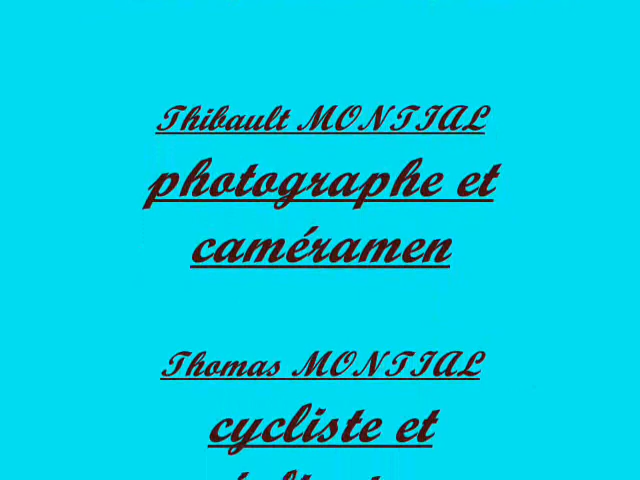 Thibault MONTIAL
photographe et
caméramen
Thomas MONTIAL
cycliste et